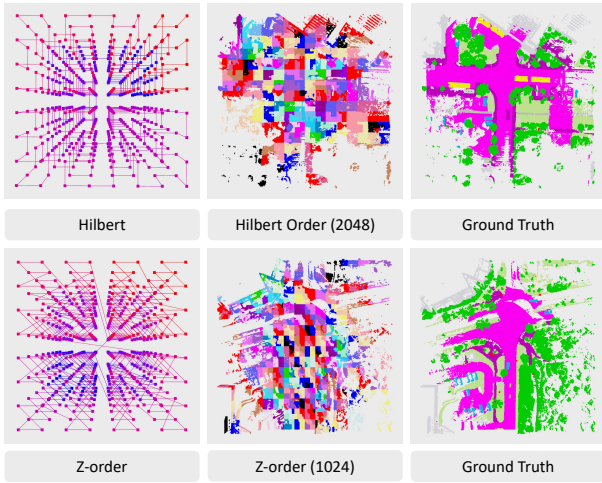 Hilbert
Hilbert Order (2048)
Ground Truth
Z-order
Z-order (1024)
Ground Truth